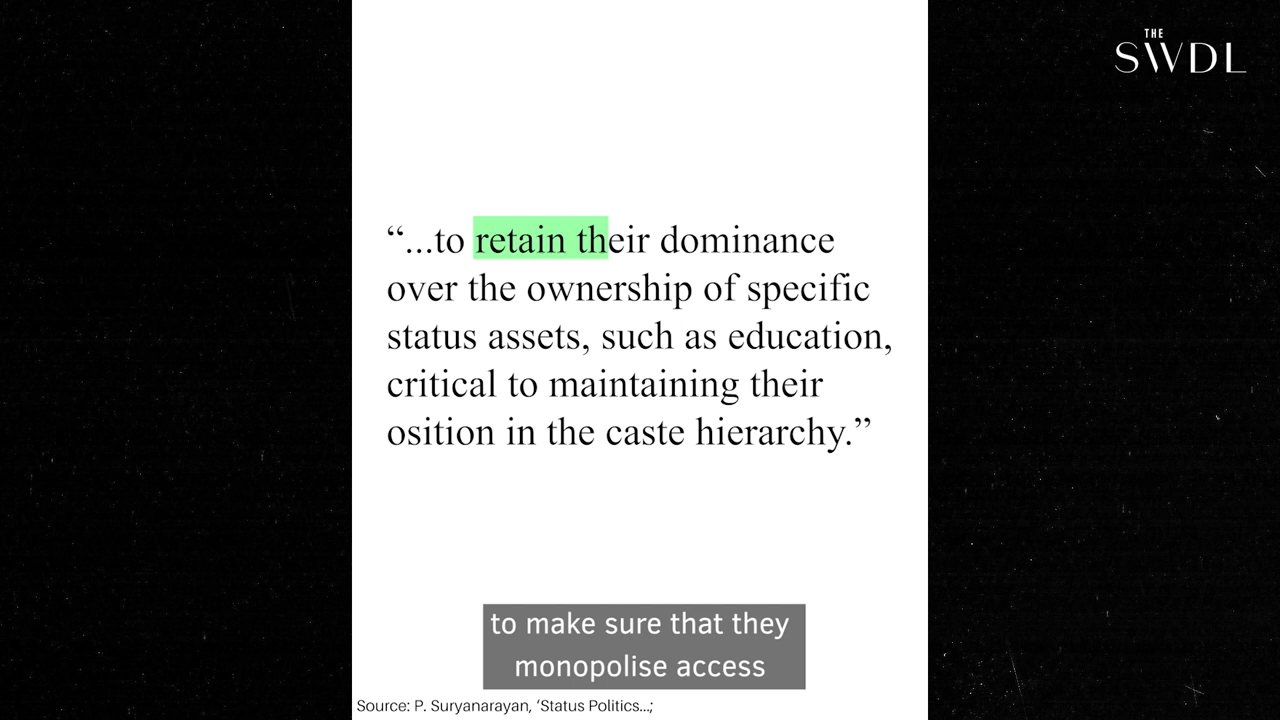 THE
SWDL
“...to retain their dominance
over the ownership of specific
status assets, such as education,
critical to maintaining their
osition in the caste hierarchy.”
to make sure that they
monopolise access
Source: P. Suryanarayan, ‘Status Politics...;